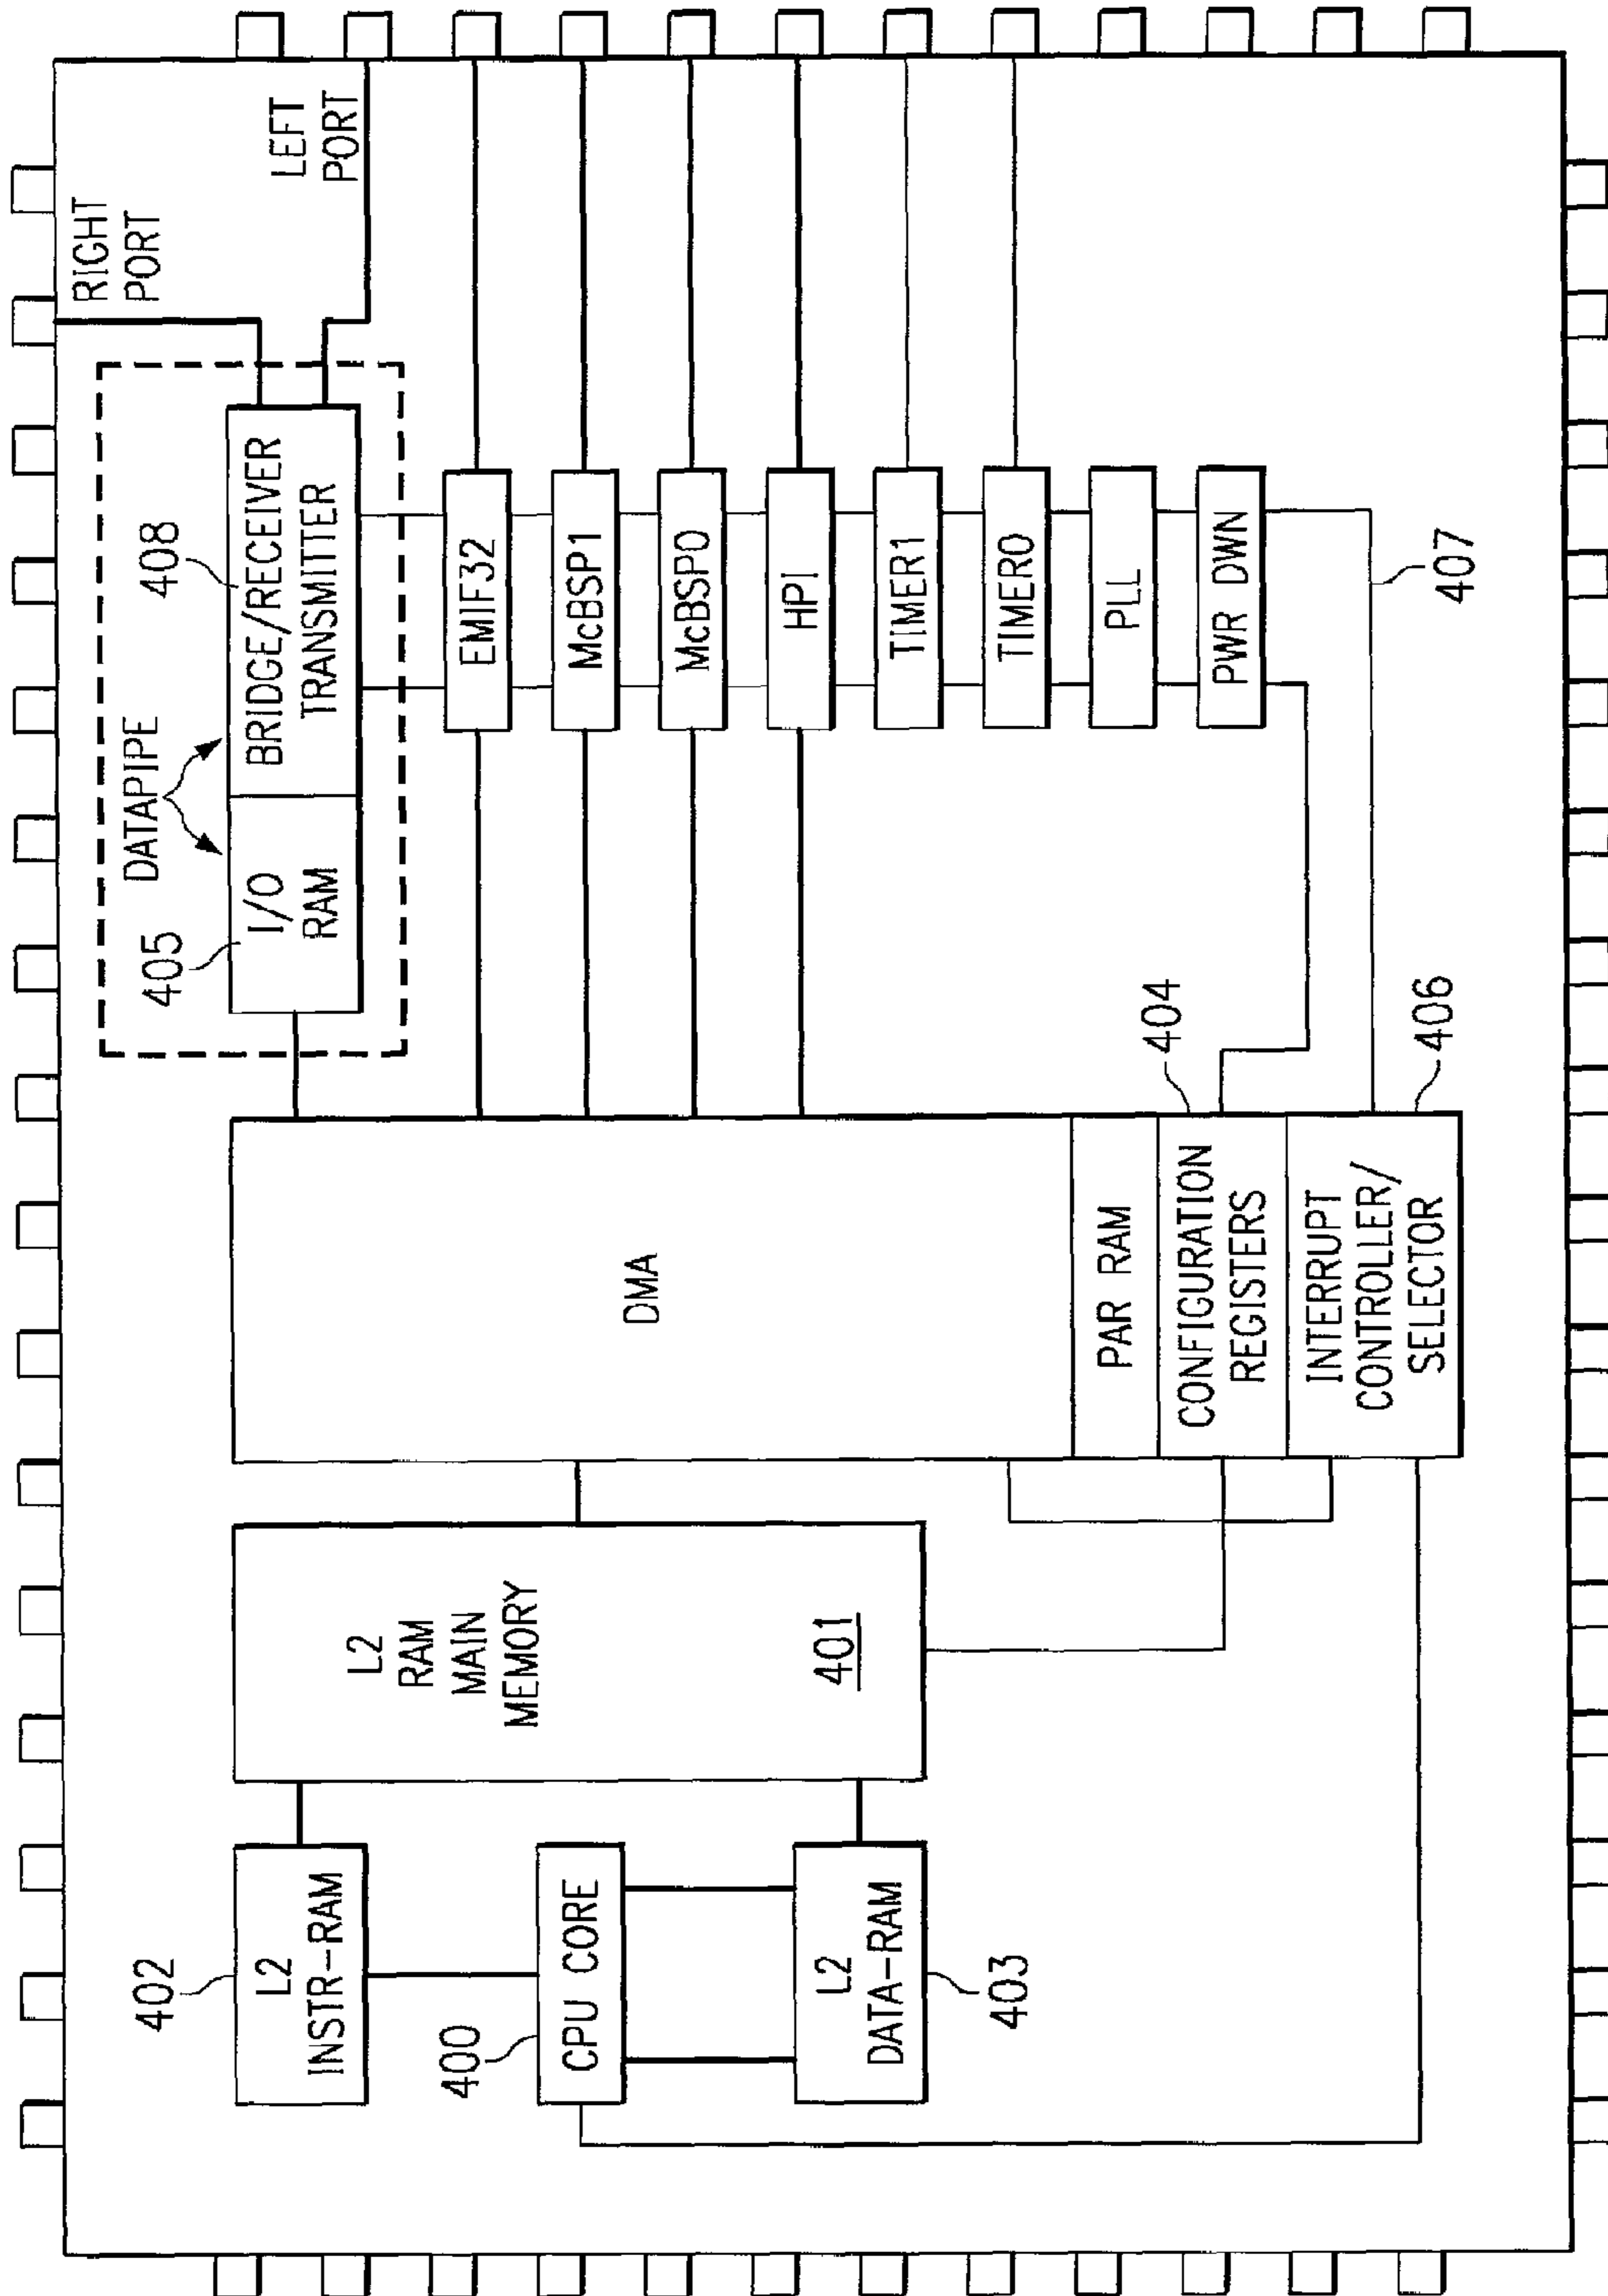 402
L2
INSTR-RAM
400
CPU CORE
L2
DATA-RAM
403
L2
RAM
MAIN
MEMORY
401
DMA
PAR RAM
CONFIGURATION
REGISTERS
404
INTERRUPT
CONTROLLER/
SELECTOR
406
DATAPIPE
405
I/O
RAM
408
BRIDGE/RECEIVER
TRANSMITTER
RIGHT
PORT
LEFT
PORT
EMIF32
McBSP1
McBSP0
HPI
TIMER1
TIMER0
PLL
PWR DWN
407